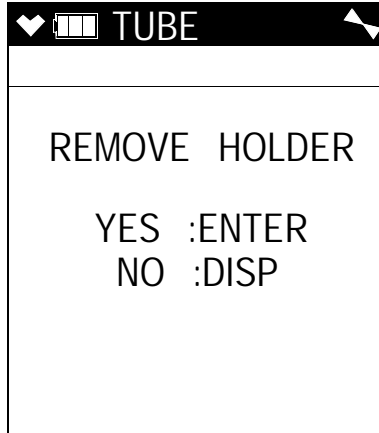 TUBE
REMOVE HOLDER
YES :ENTER
NO :DISP